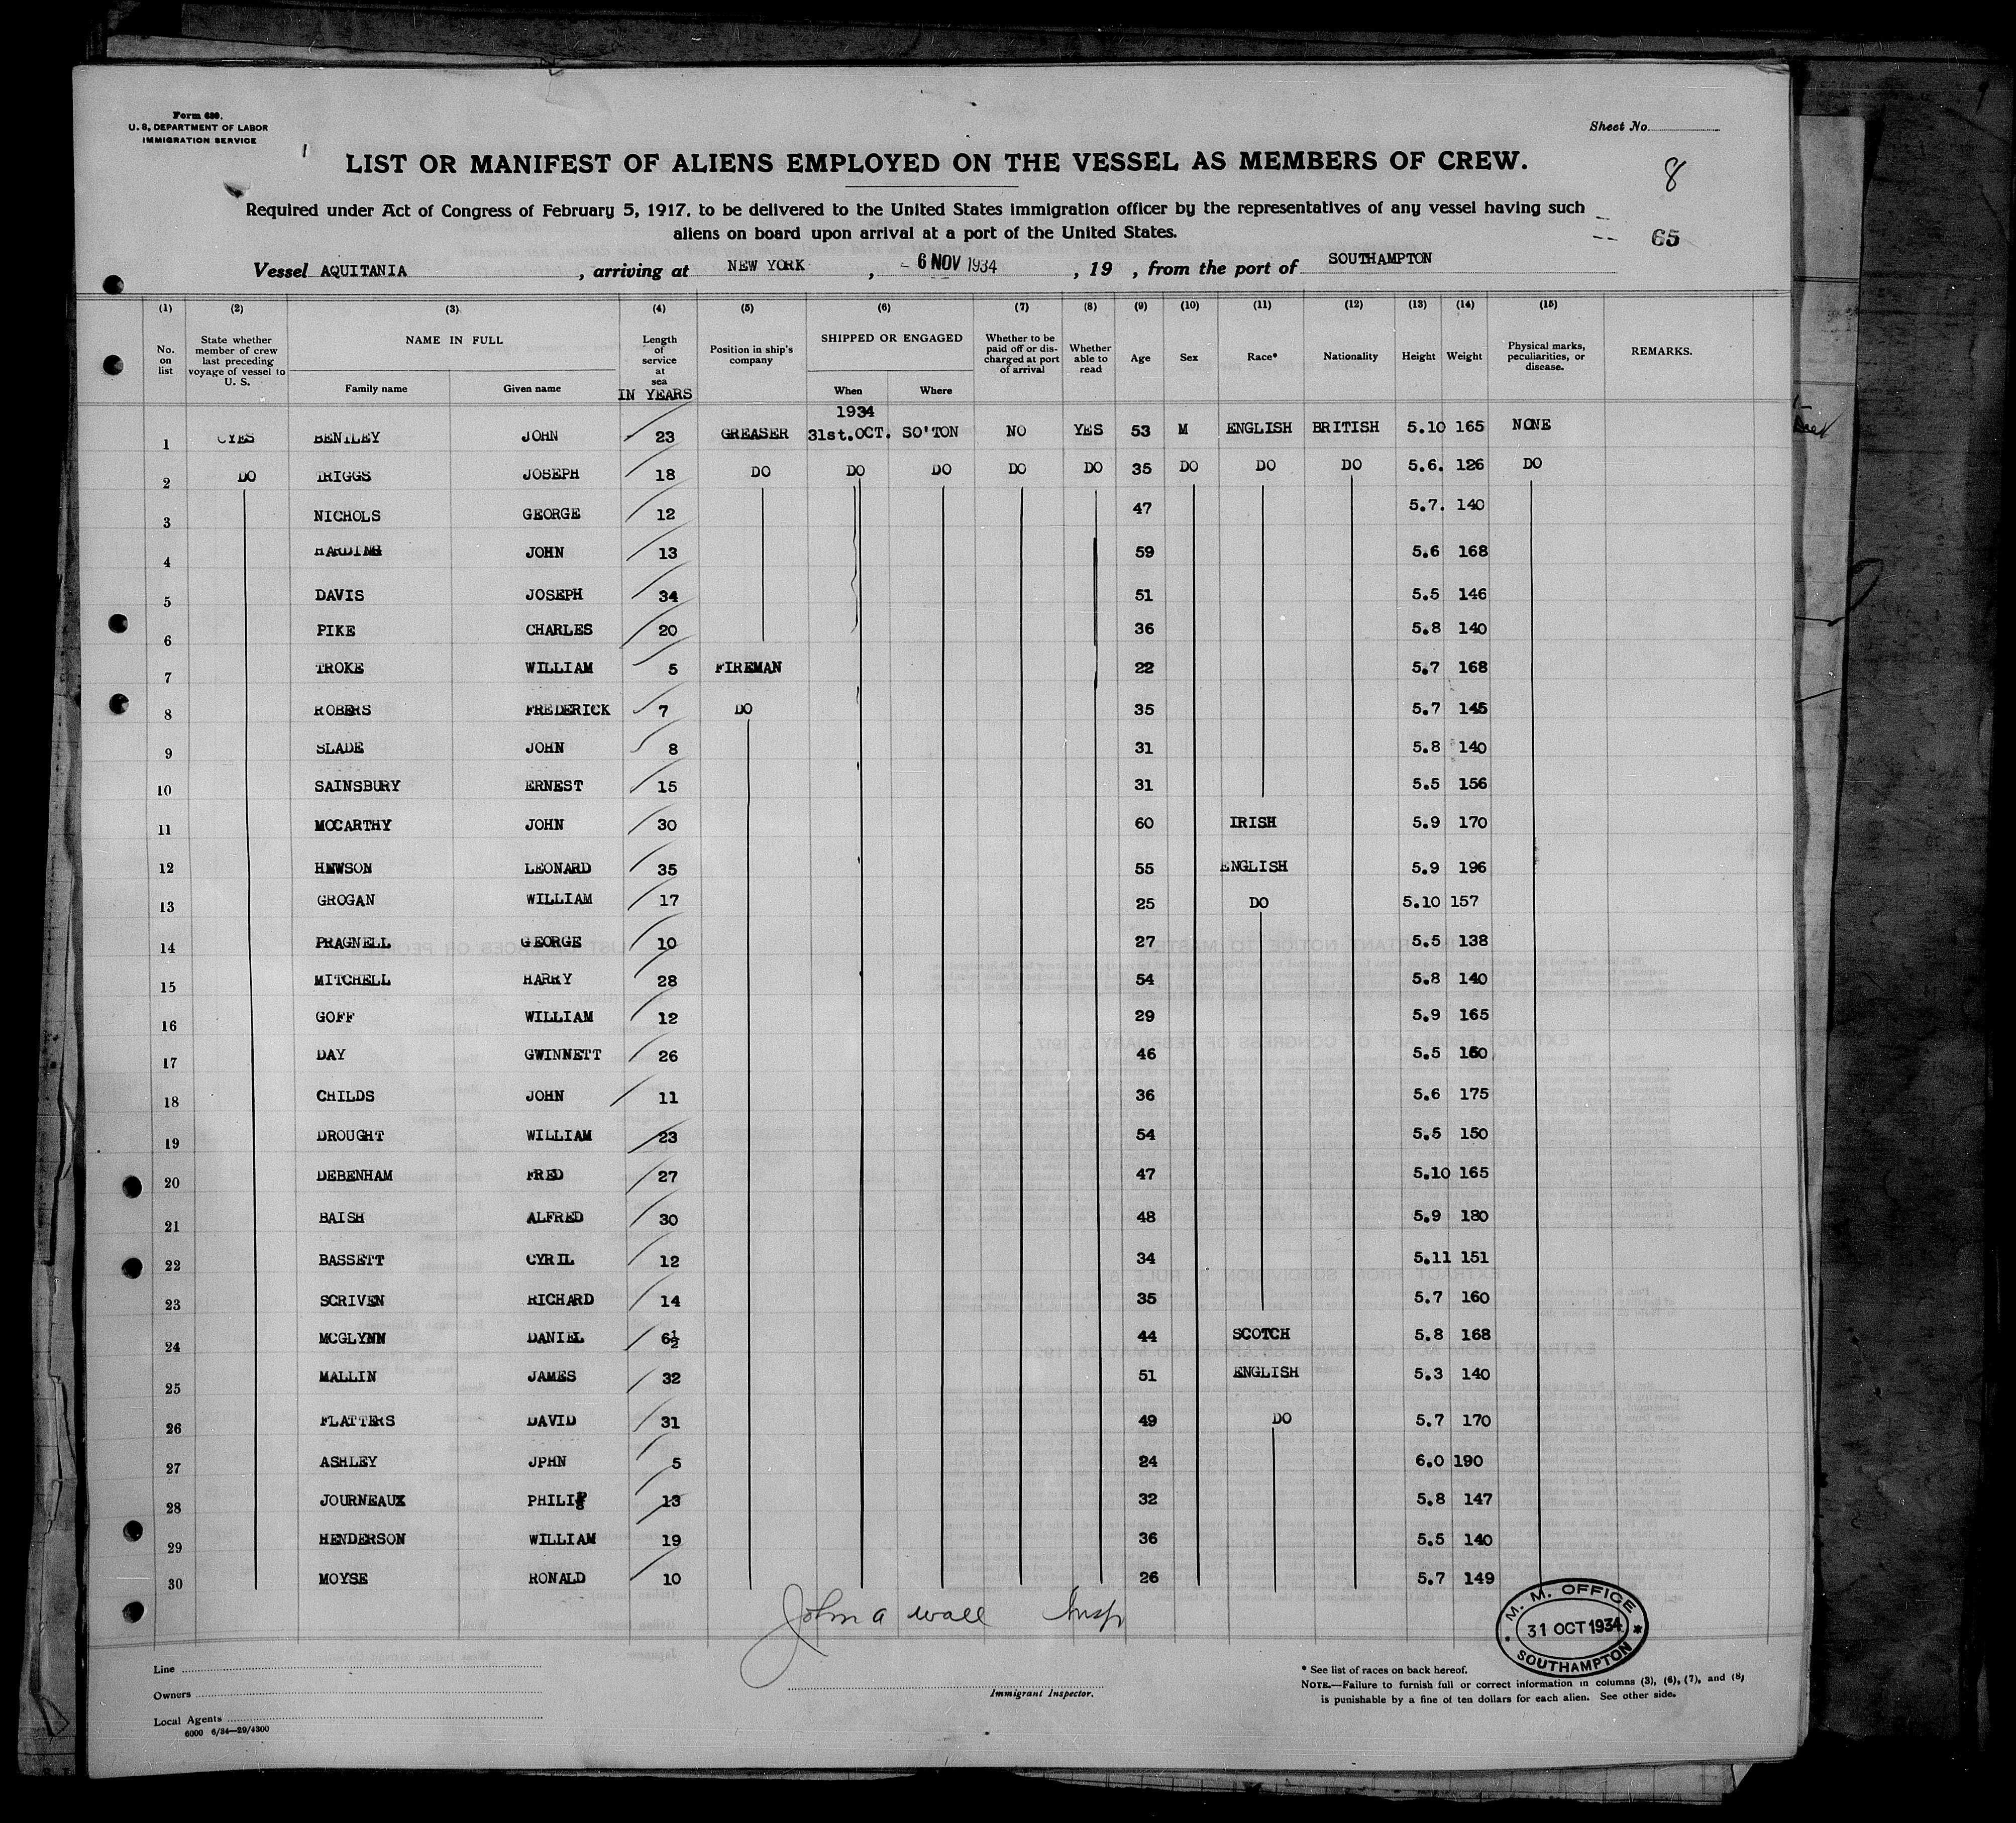 Form 680.
U. S. DEPARTMENT OF LABOR
IMMIGRATION SERVICE
Sheet No.
LIST OR MANIFEST OF ALIENS EMPLOYED ON THE VESSEL AS MEMBERS OF CREW.
8
Required under Act of Congress of February 5, 1917, to be delivered to the United States immigration officer by the representatives of any vessel having such
aliens on board upon arrival at a port of the United States.
65
Vessel AQUITANIA, arriving at NEW YORK, - 6 NOV 1934, 19 , from the port of SOUTHAMPTON
(1) (2) (3) (4) (5) (6) (7) (8) (9) (10) (11) (12) (13) (14) (15)
No. on list State whether member of crew last preceding voyage of vessel to U. S. NAME IN FULL Family name Given name Length of service at sea IN YEARS Position in ship's company SHIPPED OR ENGAGED When Where Whether to be paid off or discharged at port of arrival Whether able to read Age Sex Race* Nationality Height Weight Physical marks, peculiarities, or disease. REMARKS.
1934
1 YES BENTLEY JOHN 23 GREASER 31st.OCT. SO'TON NO YES 53 M ENGLISH BRITISH 5.10 165 NONE
2 DO TRIGGS JOSEPH 18 DO DO DO DO DO 35 DO DO DO 5.6. 126 DO
3 NICHOLS GEORGE 12 47 5.7. 140
4 HARDING JOHN 13 59 5.6 168
5 DAVIS JOSEPH 34 51 5.5 146
6 PIKE CHARLES 20 36 5.8 140
7 TROKE WILLIAM 5 FIREMAN 22 5.7 168
8 ROBERS FREDERICK 7 DO 35 5.7 145
9 SLADE JOHN 8 31 5.8 140
10 SAINSBURY ERNEST 15 31 5.5 156
11 MCCARTHY JOHN 30 60 IRISH 5.9 170
12 HEWSON LEONARD 35 55 ENGLISH 5.9 196
13 GROGAN WILLIAM 17 25 DO 5.10 157
14 PRAGNELL GEORGE 10 27 5.5 138
15 MITCHELL HARRY 28 54 5.8 140
16 GOFF WILLIAM 12 29 5.9 165
17 DAY GWINNETT 26 46 5.5
18 CHILDS JOHN 11 36 5.6 175
19 DROUGHT WILLIAM 23 54 5.5 150
20 DEBENHAM FRED 27 47 5.10 165
21 BAISH ALFRED 30 48 5.9 180
22 BASSETT CYRIL 12 34 5.11 151
23 SCRIVEN RICHARD 14 35 5.7 160
24 MCGLYNN DANIEL 6½ 44 SCOTCH 5.8 168
25 MALLIN JAMES 32 51 ENGLISH 5.3 140
26 FLATTERS DAVID 31 49 DO 5.7 170
27 ASHLEY JPHN 5 24 6.0 190
28 JOURNEAUX PHILIP 13 32 5.8 147
29 HENDERSON WILLIAM 19 36 5.5 140
30 MOYSE RONALD 10 26 5.7 149
John A Wall Insp
M. M. OFFICE
31 OCT 1934
SOUTHAMPTON
Line
Owners
Local Agents
6000 6/34—29/4300
Immigrant Inspector.
* See list of races on back hereof.
NOTE.—Failure to furnish full or correct information in columns (3), (6), (7), and (8)
is punishable by a fine of ten dollars for each alien. See other side.